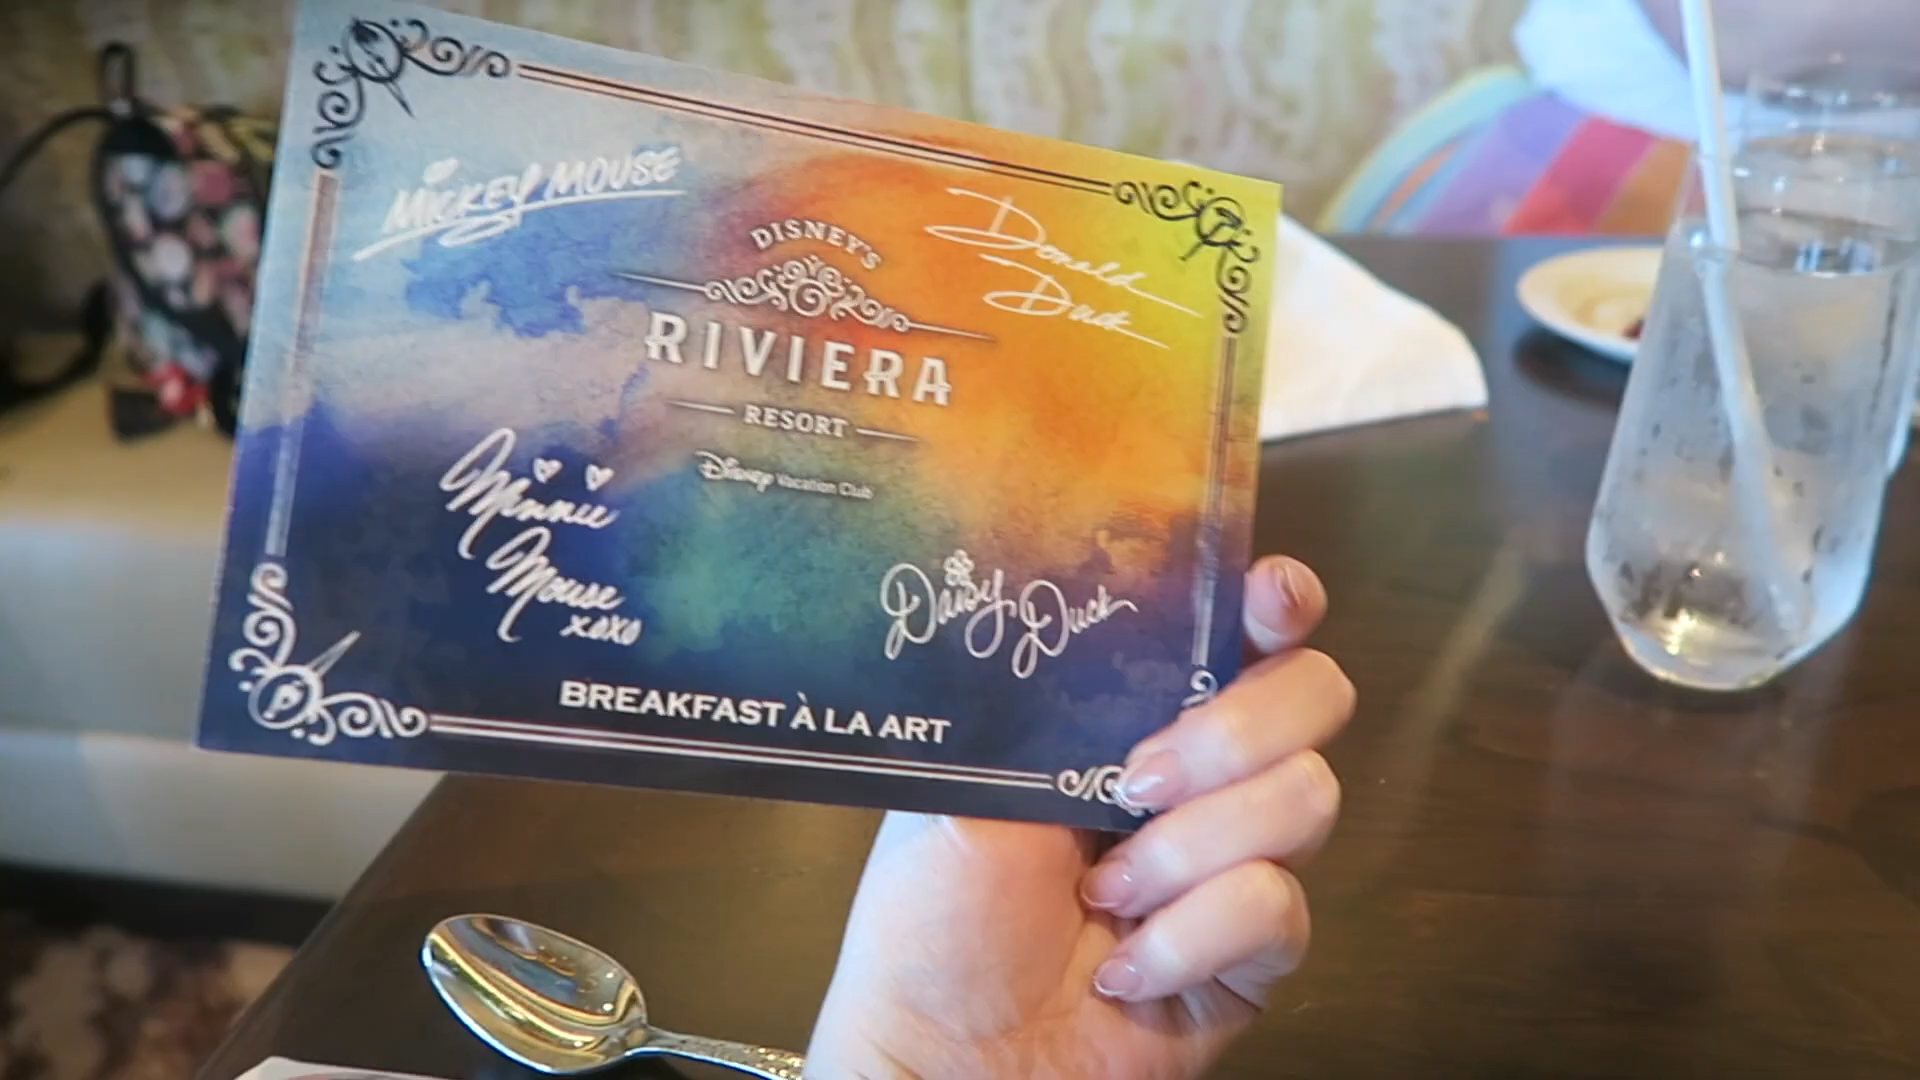 MICKEY MOUSE
Donald
Duck
DISNEY'S
RIVIERA
RESORT
Disney Vacation Club
Minnie
Mouse
xoxo
Daisy Duck
BREAKFAST À LA ART